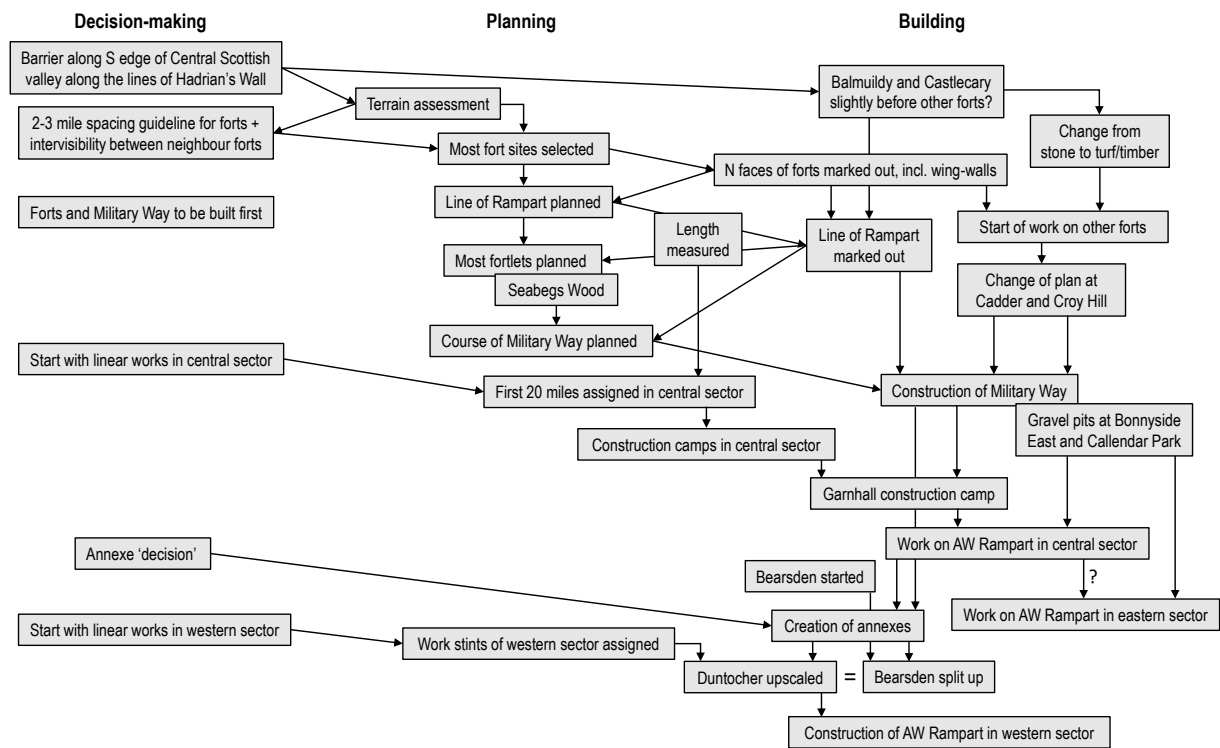 Decision-making
Planning
Building
Barrier along S edge of Central Scottish
valley along the lines of Hadrian’s Wall
Balmuildy and Castlecary
slightly before other forts?
Terrain assessment
2-3 mile spacing guideline for forts +
intervisibility between neighbour forts
Change from
stone to turf/timber
Most fort sites selected
N faces of forts marked out, incl. wing-walls
Line of Rampart planned
Forts and Military Way to be built first
Length
measured
Line of Rampart
marked out
Start of work on other forts
Most fortlets planned
Seabegs Wood
Change of plan at
Cadder and Croy Hill
Course of Military Way planned
Start with linear works in central sector
First 20 miles assigned in central sector
Construction of Military Way
Gravel pits at Bonnyside
East and Callendar Park
Construction camps in central sector
Garnhall construction camp
Work on AW Rampart in central sector
Annexe ‘decision’
Bearsden started
?
Work on AW Rampart in eastern sector
Start with linear works in western sector
Creation of annexes
Work stints of western sector assigned
Duntocher upscaled
=
Bearsden split up
Construction of AW Rampart in western sector